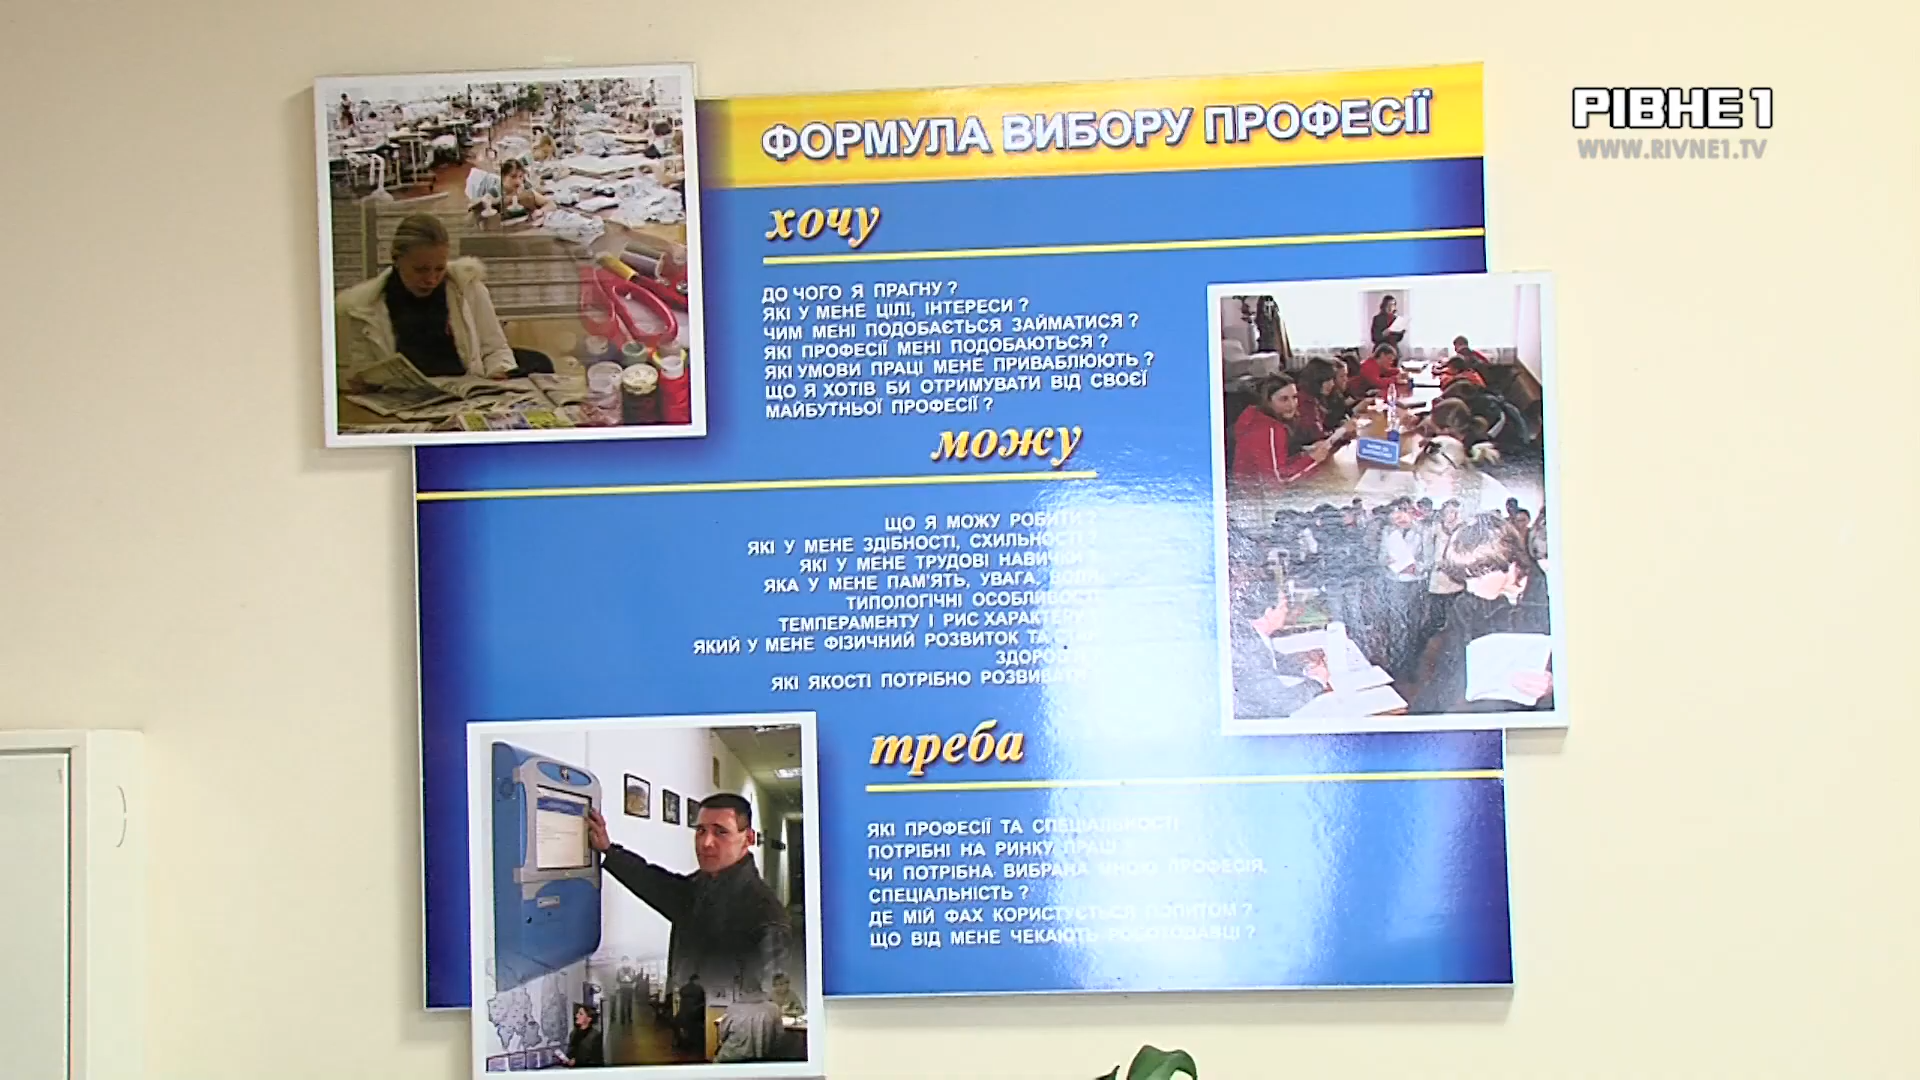 РІВНЕ 1
WWW.RIVNE1.TV
ФОРМУЛА ВИБОРУ ПРОФЕСІЇ
хочу
ДО ЧОГО Я ПРАГНУ ?
ЯКІ У МЕНЕ ЦІЛІ, ІНТЕРЕСИ ?
ЧИМ МЕНІ ПОДОБАЄТЬСЯ ЗАЙМАТИСЯ ?
ЯКІ ПРОФЕСІЇ МЕНІ ПОДОБАЮТЬСЯ ?
ЯКІ УМОВИ ПРАЦІ МЕНЕ ПРИВАБЛЮЮТЬ ?
ЩО Я ХОТІВ БИ ОТРИМУВАТИ ВІД СВОЄЇ
МАЙБУТНЬОЇ ПРОФЕСІЇ ?
можу
ЩО Я МОЖУ РОБИТИ ?
ЯКІ У МЕНЕ ЗДІБНОСТІ, СХИЛЬНОСТІ ?
ЯКІ У МЕНЕ ТРУДОВІ НАВИЧКИ ?
ЯКА У МЕНЕ ПАМ'ЯТЬ, УВАГА, ВОЛЯ,
ТИПОЛОГІЧНІ ОСОБЛИВОСТІ
ТЕМПЕРАМЕНТУ І РИС ХАРАКТЕРУ ?
ЯКИЙ У МЕНЕ ФІЗИЧНИЙ РОЗВИТОК ТА СТАН
ЗДОРОВ'Я ?
ЯКІ ЯКОСТІ ПОТРІБНО РОЗВИВАТИ
треба
ЯКІ ПРОФЕСІЇ ТА СПЕЦІАЛЬНОСТІ
ПОТРІБНІ НА РИНКУ ПРАЦІ ?
ЧИ ПОТРІБНА ВИБРАНА МНОЮ ПРОФЕСІЯ,
СПЕЦІАЛЬНІСТЬ ?
ДЕ МІЙ ФАХ КОРИСТУЄТЬСЯ ПОПИТОМ ?
ЩО ВІД МЕНЕ ЧЕКАЮТЬ РОБОТОДАВЦІ ?